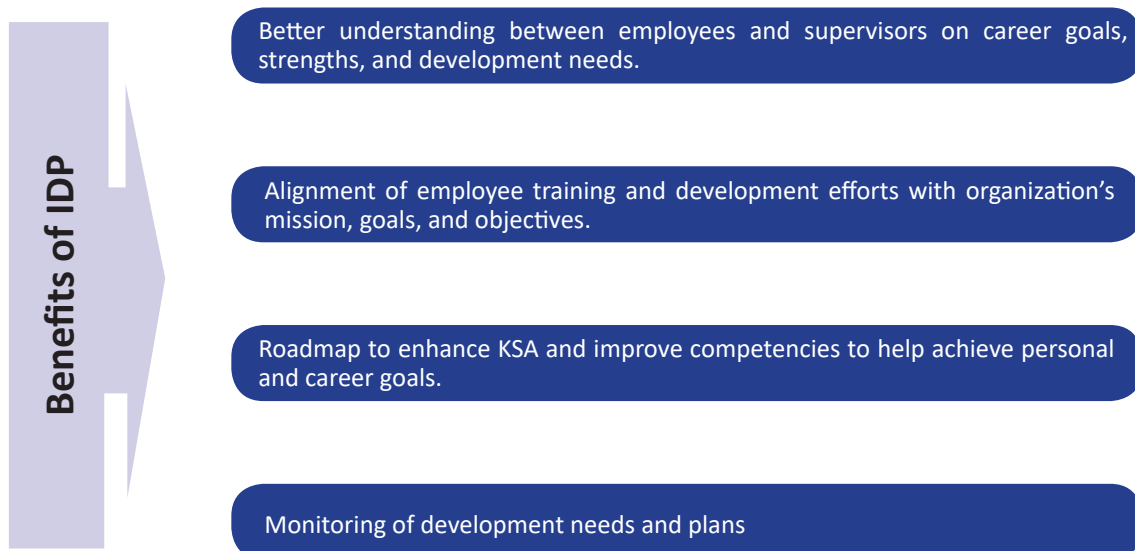 Benefits of IDP
Better understanding between employees and supervisors on career goals,
strengths, and development needs.
Alignment of employee training and development efforts with organization’s
mission, goals, and objectives.
Roadmap to enhance KSA and improve competencies to help achieve personal
and career goals.
Monitoring of development needs and plans